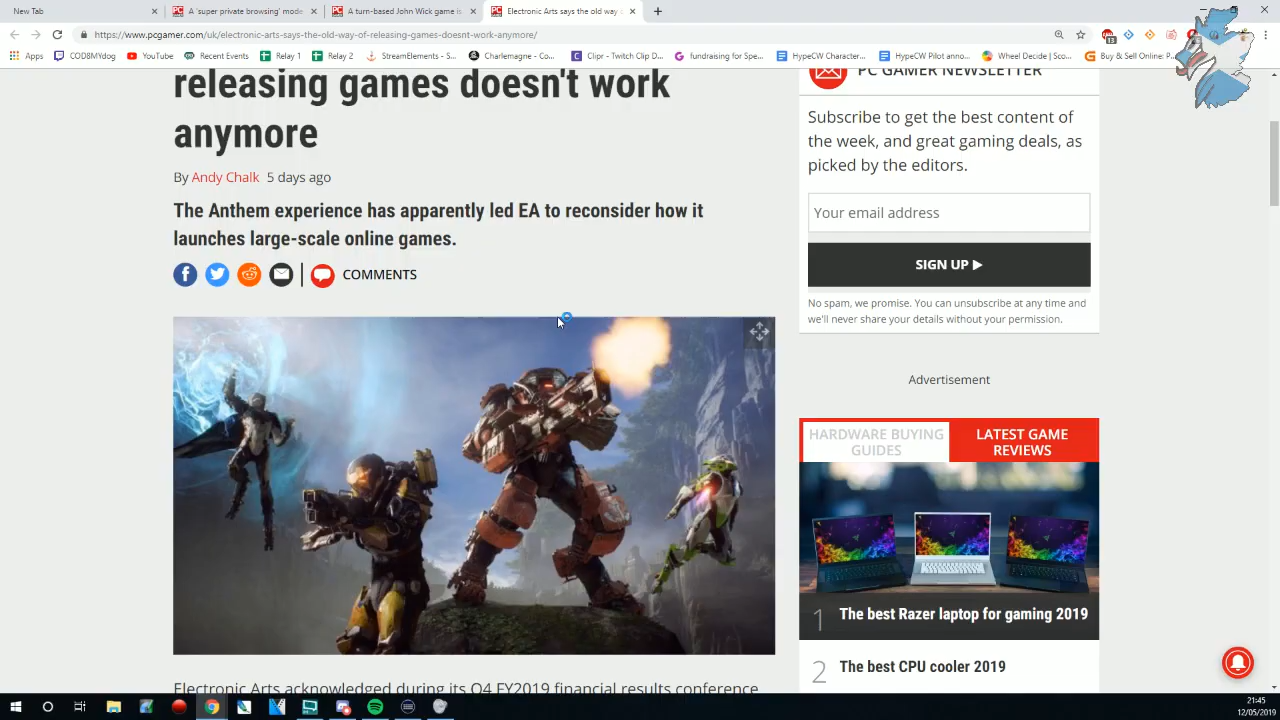 New Tab
A 'super private browsing' mode
A turn-based John Wick game is
Electronic Arts says the old way
https://www.pcgamer.com/uk/electronic-arts-says-the-old-way-of-releasing-games-doesnt-work-anymore/
13
Apps
COD8MYdog
YouTube
Recent Events
Relay 1
Relay 2
StreamElements - S...
Charlemagne - Co...
Clipr - Twitch Clip D...
fundraising for Spe...
HypeCW Character...
HypeCW Pilot anno...
Wheel Decide | Sco...
Buy & Sell Online: P...
releasing games doesn't work
anymore
By Andy Chalk 5 days ago
The Anthem experience has apparently led EA to reconsider how it
launches large-scale online games.
COMMENTS
Electronic Arts acknowledged during its Q4 FY2019 financial results conference
PC GAMER NEWSLETTER
Subscribe to get the best content of
the week, and great gaming deals, as
picked by the editors.
Your email address
SIGN UP
No spam, we promise. You can unsubscribe at any time and
we'll never share your details without your permission.
Advertisement
HARDWARE BUYING
GUIDES
LATEST GAME
REVIEWS
1 The best Razer laptop for gaming 2019
2 The best CPU cooler 2019
21:45
12/05/2019